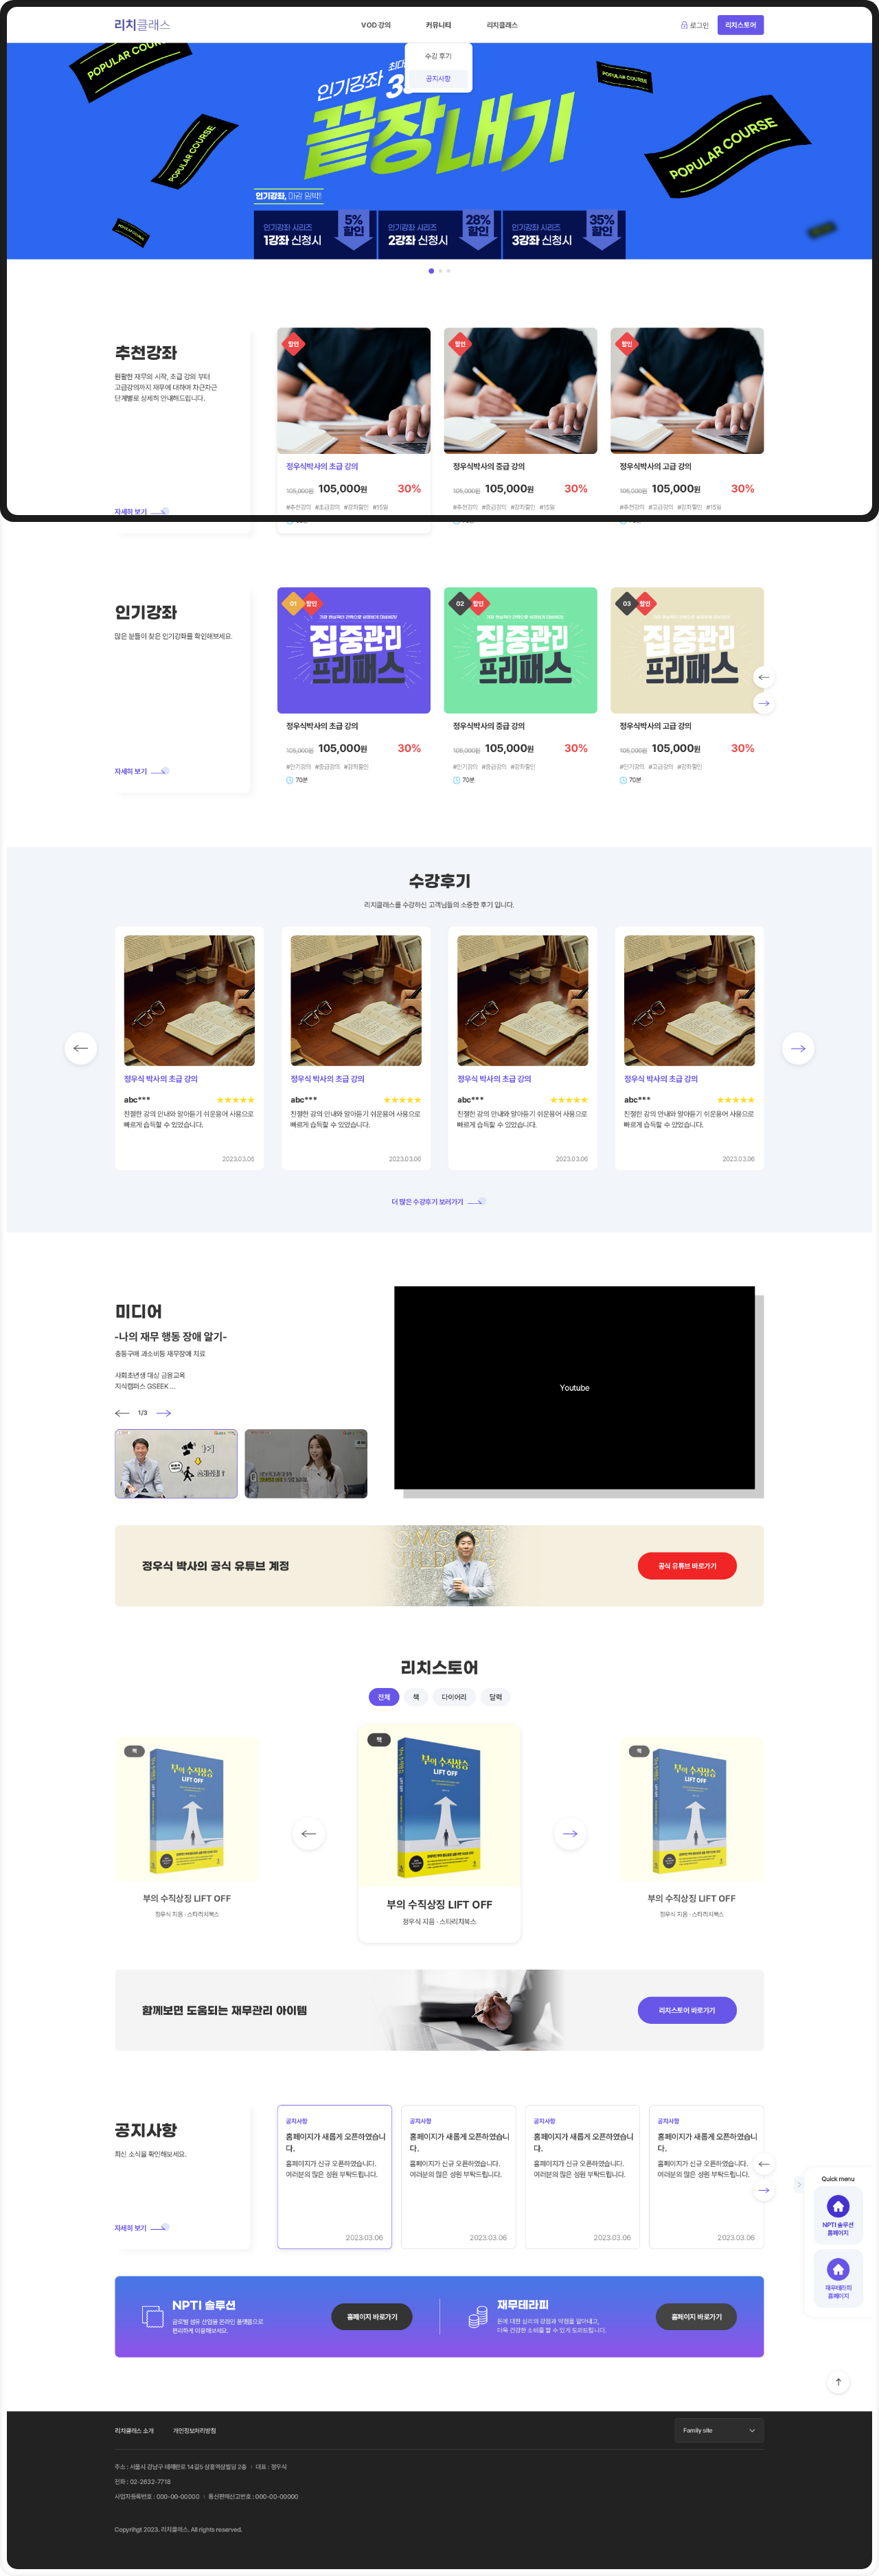 리치클래스
VOD 강의
커뮤니티
리치클래스
로그인
리치스토어
수강 후기
공지사항
POPULAR COURSE
POPULAR COURSE
POPULAR COURSE
POPULAR COURSE
POPULAR COURSE
인기강좌 최대
끝장내기
인기강좌, 마감 임박!
인기강좌 시리즈
1강좌 신청시
5%
할인
인기강좌 시리즈
2강좌 신청시
28%
할인
인기강좌 시리즈
3강좌 신청시
35%
할인
추천강좌
원활한 재무의 시작, 초급 강의 부터
고급강의까지 재무에 대하여 차근차근
단계별로 상세히 안내해드립니다.
자세히 보기
할인
정우식박사의 초급 강의
105,000원 105,000원 30%
#추천강의 #초급강의 #강좌할인 #15일
할인
정우식박사의 중급 강의
105,000원 105,000원 30%
#추천강의 #중급강의 #강좌할인 #15일
할인
정우식박사의 고급 강의
105,000원 105,000원 30%
#추천강의 #고급강의 #강좌할인 #15일
인기강좌
많은 분들이 찾은 인기강좌를 확인해보세요.
자세히 보기
01 할인
집중관리
프리패스
정우식박사의 초급 강의
105,000원 105,000원 30%
#인기강의 #중급강의 #강좌할인
70분
02 할인
집중관리
프리패스
정우식박사의 중급 강의
105,000원 105,000원 30%
#인기강의 #중급강의 #강좌할인
70분
03 할인
집중관리
프리패스
정우식박사의 고급 강의
105,000원 105,000원 30%
#인기강의 #고급강의 #강좌할인
70분
수강후기
리치클래스를 수강하신 고객님들의 소중한 후기 입니다.
정우식 박사의 초급 강의
abc*** ★★★★★
친절한 강의 안내와 알아듣기 쉬운용어 사용으로
빠르게 습득할 수 있었습니다.
2023.03.06
정우식 박사의 초급 강의
abc*** ★★★★★
친절한 강의 안내와 알아듣기 쉬운용어 사용으로
빠르게 습득할 수 있었습니다.
2023.03.06
정우식 박사의 초급 강의
abc*** ★★★★★
친절한 강의 안내와 알아듣기 쉬운용어 사용으로
빠르게 습득할 수 있었습니다.
2023.03.06
정우식 박사의 초급 강의
abc*** ★★★★★
친절한 강의 안내와 알아듣기 쉬운용어 사용으로
빠르게 습득할 수 있었습니다.
2023.03.06
더 많은 수강후기 보러가기
미디어
-나의 재무 행동 장애 알기-
충동구매 과소비등 재무장애 치료
사회초년생 대상 금융교육
지식캠퍼스 GSEEK ...
1/3
Youtube
정우식 박사의 공식 유튜브 계정
공식 유튜브 바로가기
리치스토어
전체
책
다이어리
달력
책
부의 수직상승
LIFT OFF
부의 수직상징 LIFT OFF
정우식 지음 · 스타리치북스
책
부의 수직상승
LIFT OFF
부의 수직상징 LIFT OFF
정우식 지음 · 스타리치북스
책
부의 수직상승
LIFT OFF
부의 수직상징 LIFT OFF
정우식 지음 · 스타리치북스
함께보면 도움되는 재무관리 아이템
리치스토어 바로가기
공지사항
최신 소식을 확인해보세요.
자세히 보기
공지사항
홈페이지가 새롭게 오픈하였습니
다.
홈페이지가 신규 오픈하였습니다.
여러분의 많은 성원 부탁드립니다.
2023.03.06
공지사항
홈페이지가 새롭게 오픈하였습니
다.
홈페이지가 신규 오픈하였습니다.
여러분의 많은 성원 부탁드립니다.
2023.03.06
공지사항
홈페이지가 새롭게 오픈하였습니
다.
홈페이지가 신규 오픈하였습니다.
여러분의 많은 성원 부탁드립니다.
2023.03.06
공지사항
홈페이지가 새롭게 오픈하였습니
다.
홈페이지가 신규 오픈하였습니다.
여러분의 많은 성원 부탁드립니다.
2023.03.06
Quick menu
NPTI 솔루션
홈페이지
재무테라피
홈페이지
NPTI 솔루션
글로벌 섬유 산업을 온라인 플랫폼으로
편리하게 이용해보세요.
홈페이지 바로가기
재무테라피
돈에 대한 심리의 강점과 약점을 알아내고,
더욱 건강한 소비를 할 수 있게 도와드립니다.
홈페이지 바로가기
리치클래스 소개
개인정보처리방침
Family site
주소 : 서울시 강남구 테헤란로 14길5 삼흥역삼빌딩 2층 | 대표 : 정우식
전화 : 02-2632-7718
사업자등록번호 : 000-00-00000 | 통신판매신고번호 : 000-00-00000
Copyrihgt 2023. 리치클래스. All rights reserved.